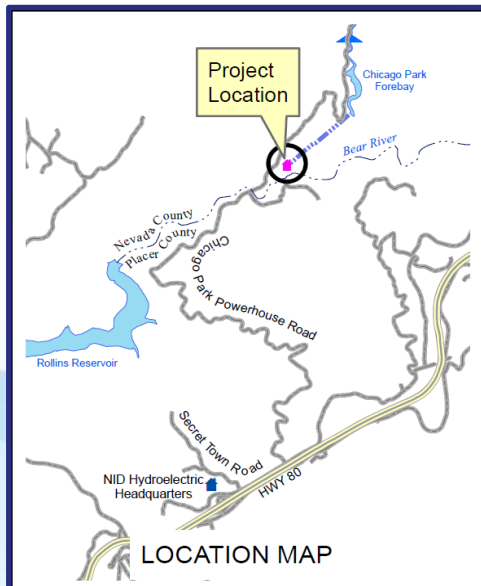 Project
Location
Chicago Park
Forebay
Bear River
Nevada County
Placer County
Chicago Park Powerhouse Road
Rollins Reservoir
Secret Town Road
NID Hydroelectric
Headquarters
HWY 80
LOCATION MAP